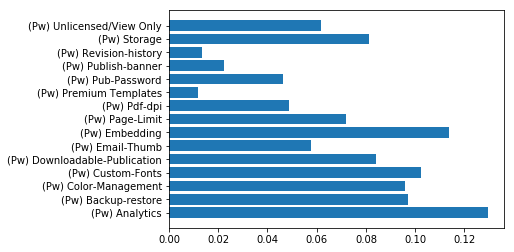 (Pw) Unlicensed/View Only
(Pw) Storage
(Pw) Revision-history
(Pw) Publish-banner
(Pw) Pub-Password
(Pw) Premium Templates
(Pw) Pdf-dpi
(Pw) Page-Limit
(Pw) Embedding
(Pw) Email-Thumb
(Pw) Downloadable-Publication
(Pw) Custom-Fonts
(Pw) Color-Management
(Pw) Backup-restore
(Pw) Analytics
0.00 0.02 0.04 0.06 0.08 0.10 0.12